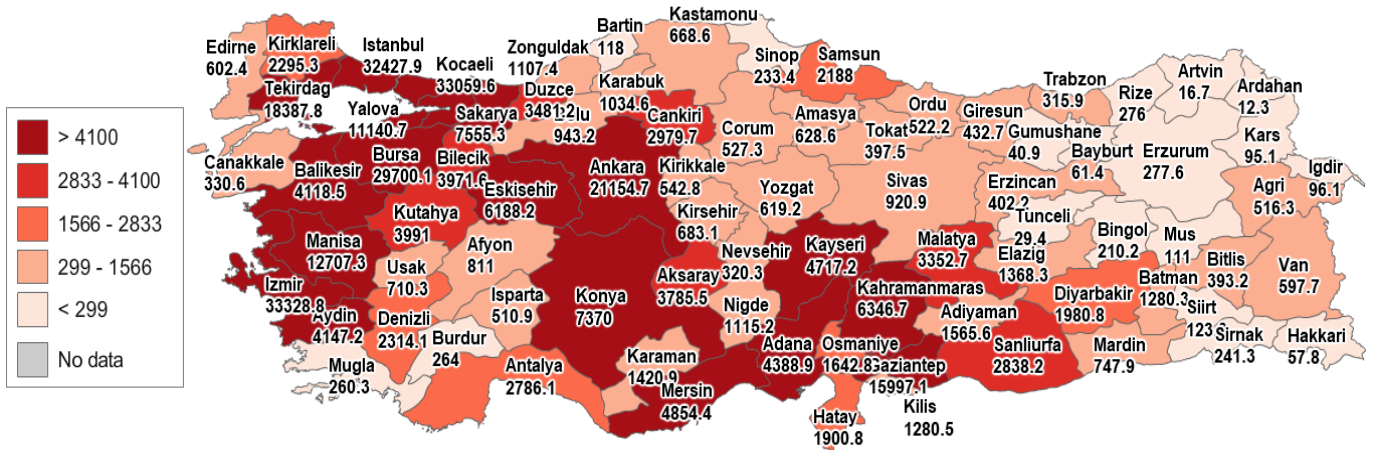 > 4100
2833 - 4100
1566 - 2833
299 - 1566
< 299
No data
Edirne
602.4
Kirklareli
2295.3
Tekirdag
18387.8
Istanbul
32427.9
Kocaeli
33059.6
Yalova
11140.7
Sakarya
7555.3
Duzce
3481.2
Zonguldak
1107.4
Bartin
118
Kastamonu
668.6
Karabuk
1034.6
943.2
Cankiri
2979.7
Sinop
233.4
Samsun
2188
Corum
527.3
Amasya
628.6
Tokat
397.5
Ordu
522.2
Giresun
432.7
Trabzon
315.9
Gumushane
40.9
Rize
276
Artvin
16.7
Ardahan
12.3
Kars
95.1
Igdir
96.1
Bayburt
61.4
Erzurum
277.6
Agri
516.3
Canakkale
330.6
Balikesir
4118.5
Bursa
29700.1
Bilecik
3971.6
Eskisehir
6188.2
Ankara
21154.7
Kirikkale
542.8
Kirsehir
683.1
Yozgat
619.2
Sivas
920.9
Erzincan
402.2
Tunceli
29.4
Bingol
210.2
Mus
111
Bitlis
393.2
Van
597.7
Kutahya
3991
Manisa
12707.3
Usak
710.3
Afyon
811
Izmir
33328.8
Aydin
4147.2
Denizli
2314.1
Isparta
510.9
Burdur
264
Mugla
260.3
Antalya
2786.1
Konya
7370
Aksaray
3785.5
Nevsehir
320.3
Nigde
1115.2
Kayseri
4717.2
Malatya
3352.7
Elazig
1368.3
Kahramanmaras
6346.7
Adiyaman
1565.6
Diyarbakir
1980.8
Batman
1280.3
Siirt
123
Sirnak
241.3
Hakkari
57.8
Mardin
747.9
Sanliurfa
2838.2
Karaman
1420.9
Mersin
4854.4
Adana
4388.9
Osmaniye
1642.8
Gaziantep
15997.1
Kilis
1280.5
Hatay
1900.8